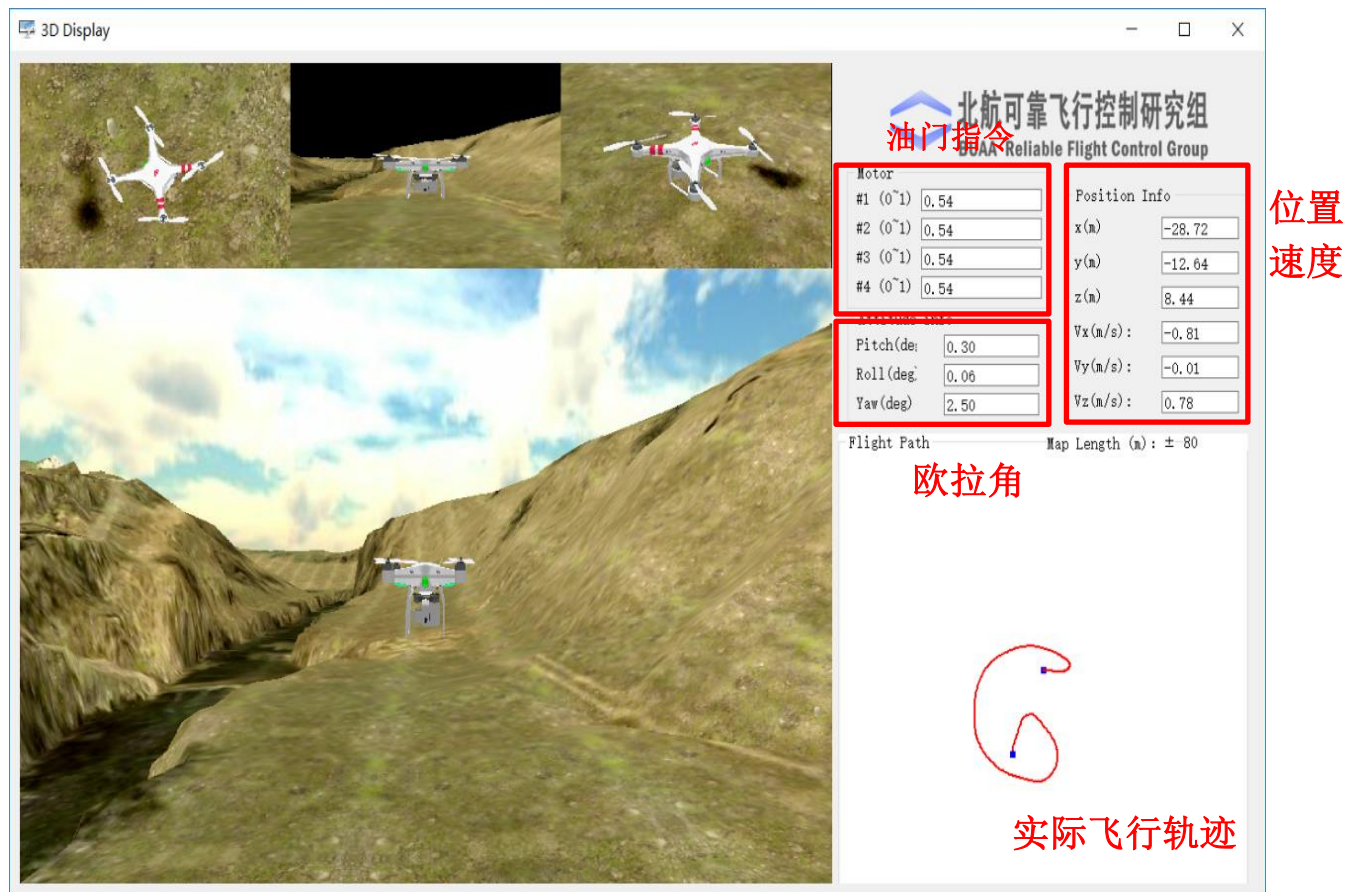 3D Display
北航可靠飞行控制研究组
油门指令
BUAA Reliable Flight Control Group
Motor
#1 (0~1) 0.54
#2 (0~1) 0.54
#3 (0~1) 0.54
#4 (0~1) 0.54
Attitude Info
Pitch(deg 0.30
Roll(deg) 0.06
Yaw(deg) 2.50
欧拉角
Position Info
x(m) -28.72
y(m) -12.64
z(m) 8.44
Vx(m/s): -0.81
Vy(m/s): -0.01
Vz(m/s): 0.78
位置
速度
Flight Path
Map Length (m): ± 80
实际飞行轨迹